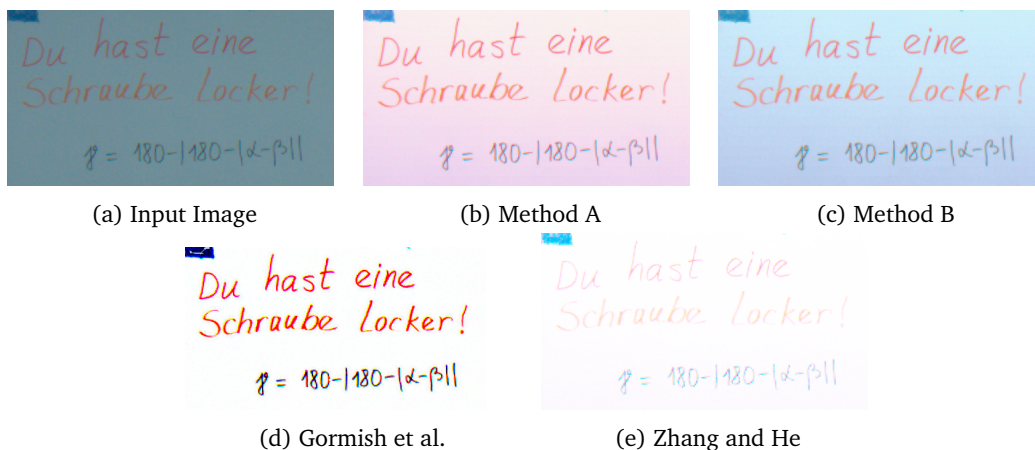 Du hast eine
Schraube Locker!
γ = 180-|180-|α-β||
(a) Input Image
Du hast eine
Schraube Locker!
γ = 180-|180-|α-β||
(b) Method A
Du hast eine
Schraube Locker!
γ = 180-|180-|α-β||
(c) Method B
Du hast eine
Schraube Locker!
γ = 180-|180-|α-β||
(d) Gormish et al.
Du hast eine
Schraube Locker!
γ = 180-|180-|α-β||
(e) Zhang and He